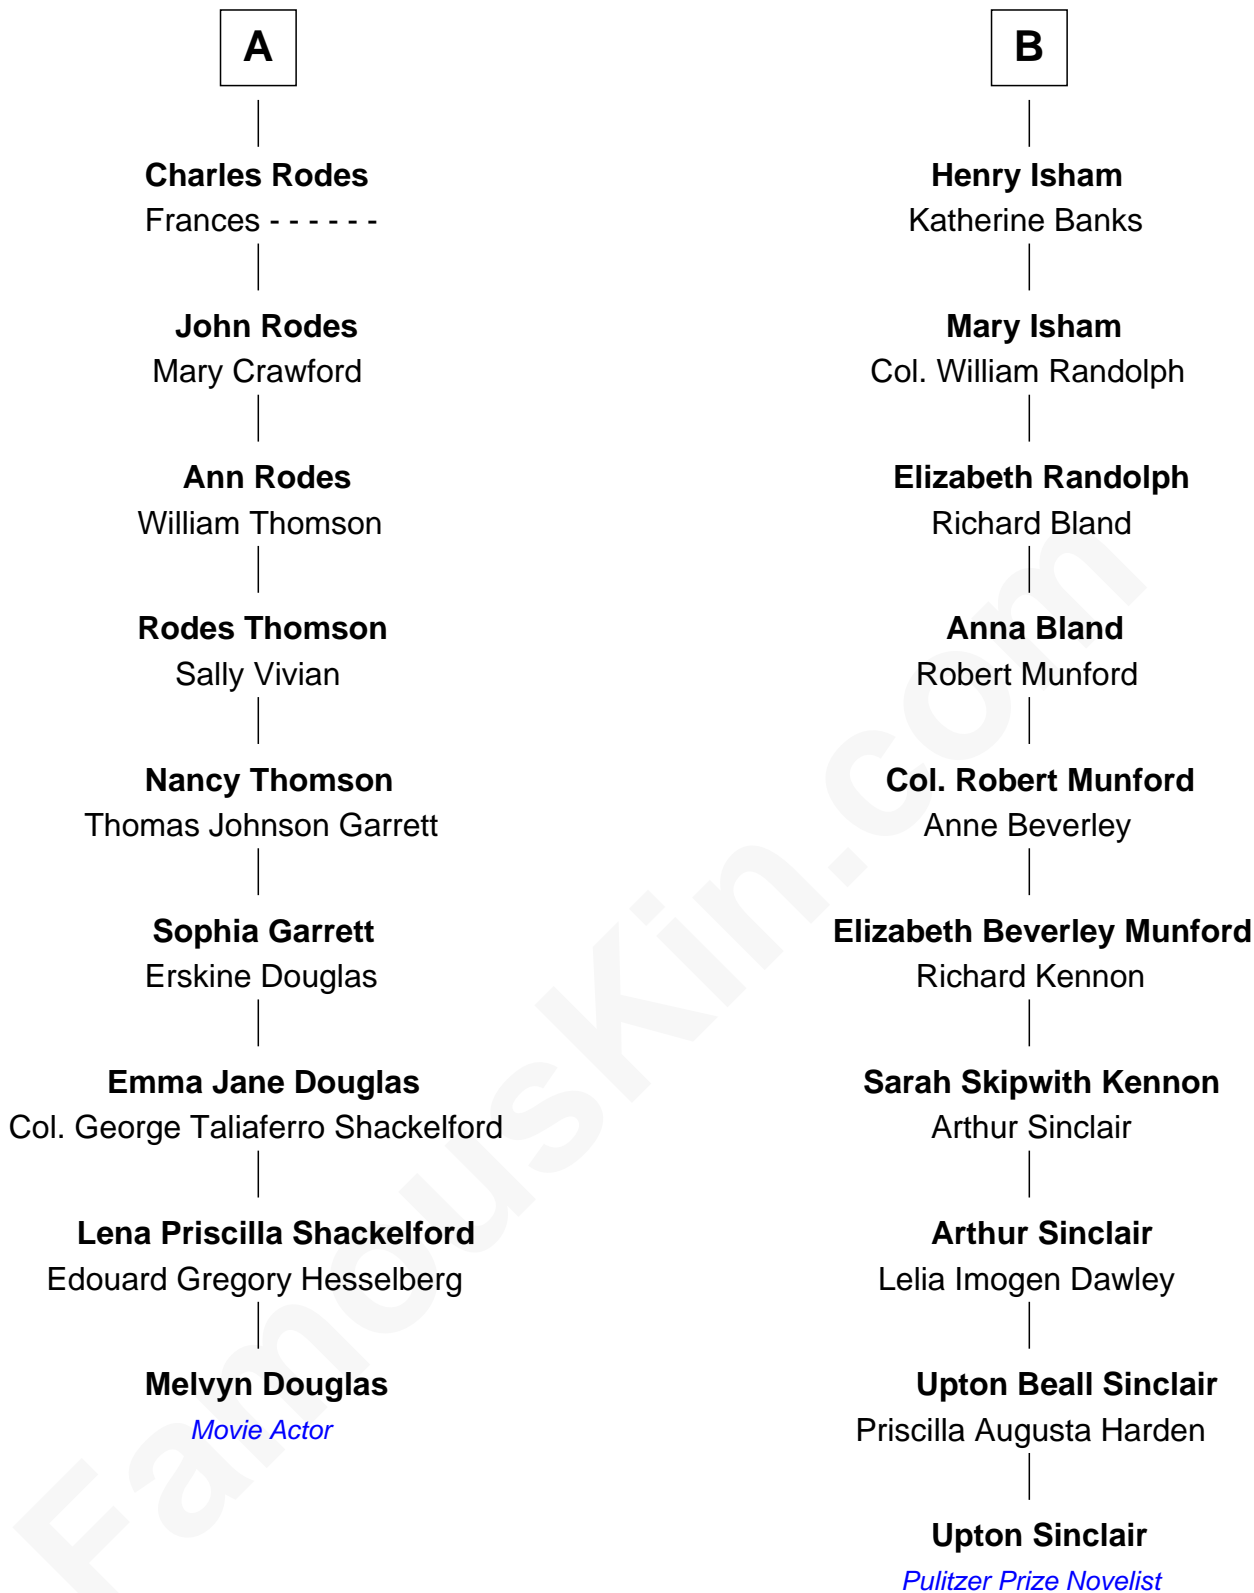 A
Charles Rodes
Frances - - - - - -
John Rodes
Mary Crawford
Ann Rodes
William Thomson
Rodes Thomson
Sally Vivian
Nancy Thomson
Thomas Johnson Garrett
Sophia Garrett
Erskine Douglas
Emma Jane Douglas
Col. George Taliaferro Shackelford
Lena Priscilla Shackelford
Edouard Gregory Hesselberg
Melvyn Douglas
Movie Actor
B
Henry Isham
Katherine Banks
Mary Isham
Col. William Randolph
Elizabeth Randolph
Richard Bland
Anna Bland
Robert Munford
Col. Robert Munford
Anne Beverley
Elizabeth Beverley Munford
Richard Kennon
Sarah Skipwith Kennon
Arthur Sinclair
Arthur Sinclair
Lelia Imogen Dawley
Upton Beall Sinclair
Priscilla Augusta Harden
Upton Sinclair
Pulitzer Prize Novelist
FamousKin.com